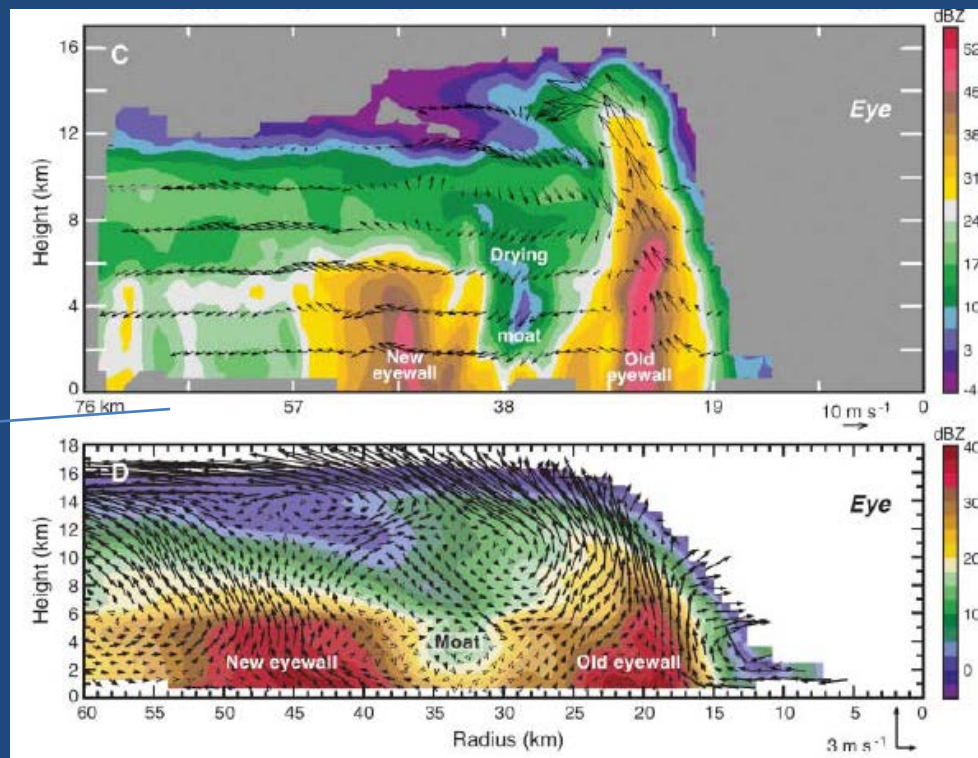 dBZ
C
16
12
8
4
0
Height (km)
Eye
Drying
moat
New
eyewall
Old
eyewall
52
45
38
31
24
17
10
3
-4
76 km
57
38
19
0
10 m s⁻¹
dBZ
D
18
16
14
12
10
8
6
4
2
0
Height (km)
Eye
Moat
New eyewall
Old eyewall
40
30
20
10
0
60
55
50
45
40
35
30
25
20
15
10
5
0
Radius (km)
3 m s⁻¹